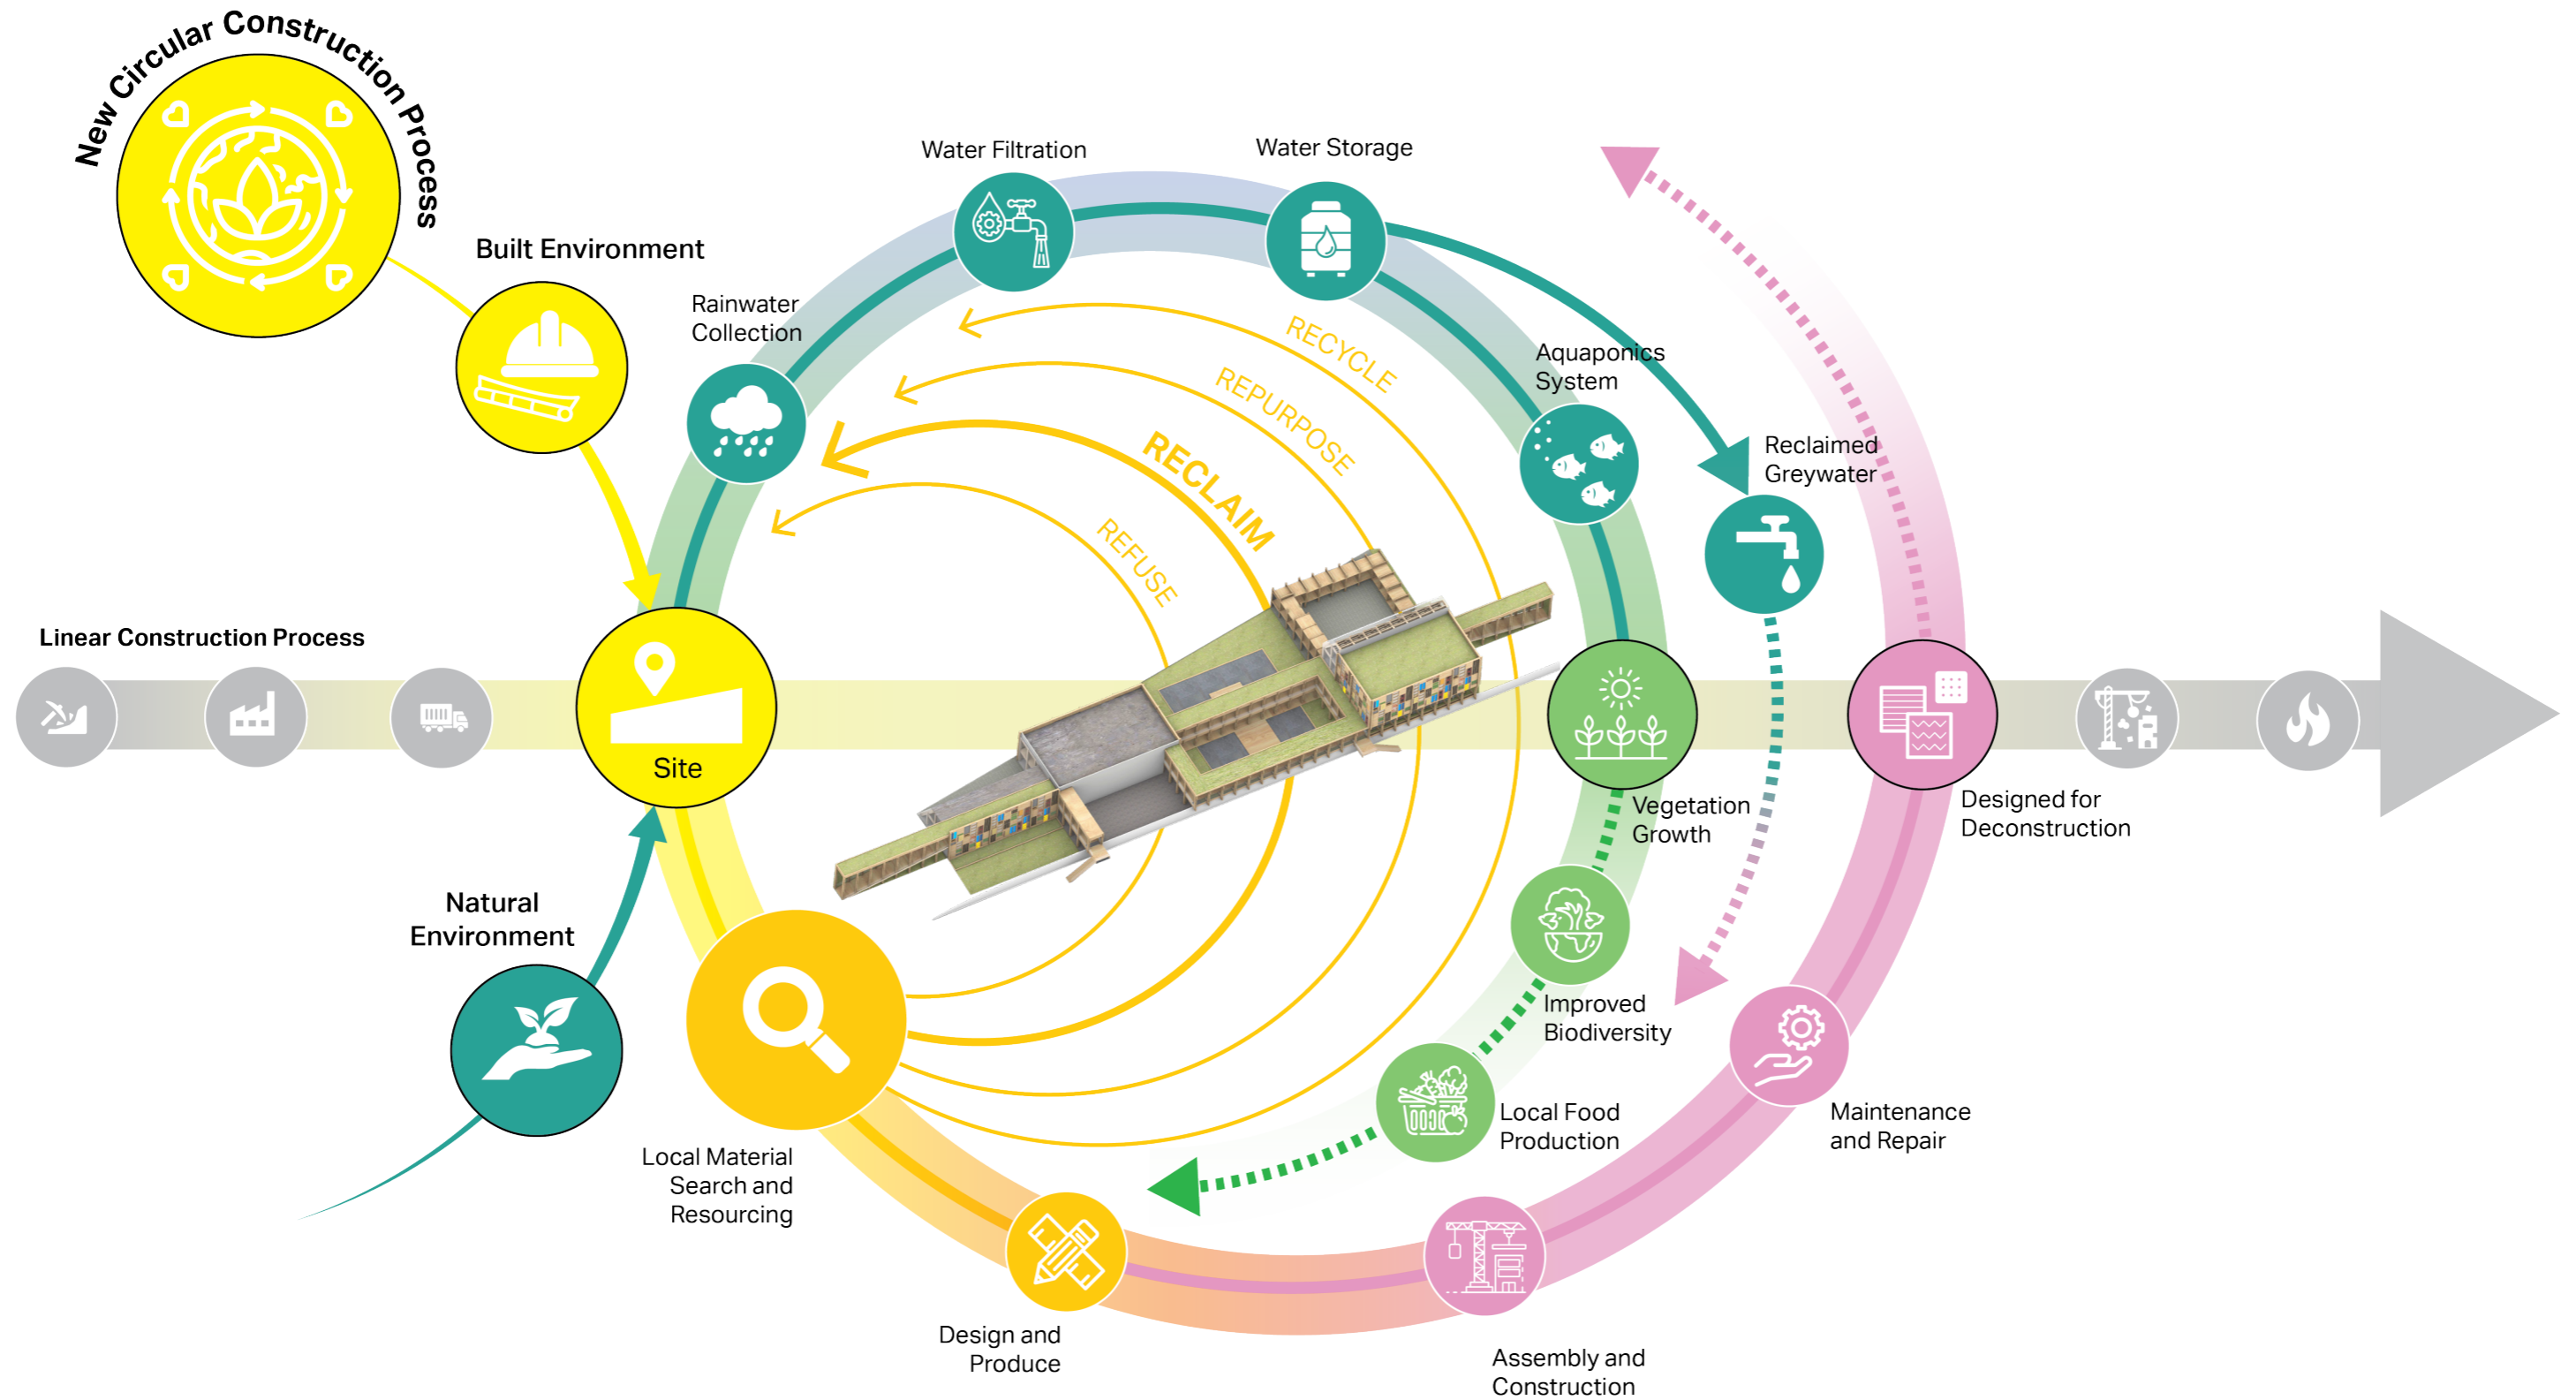 New Circular Construction Process
Built Environment
Water Filtration
Water Storage
Rainwater
Collection
RECYCLE
REPURPOSE
RECLAIM
REFUSE
Aquaponics
System
Reclaimed
Greywater
Linear Construction Process
Site
Vegetation
Growth
Designed for
Deconstruction
Natural
Environment
Improved
Biodiversity
Local Food
Production
Maintenance
and Repair
Local Material
Search and
Resourcing
Design and
Produce
Assembly and
Construction